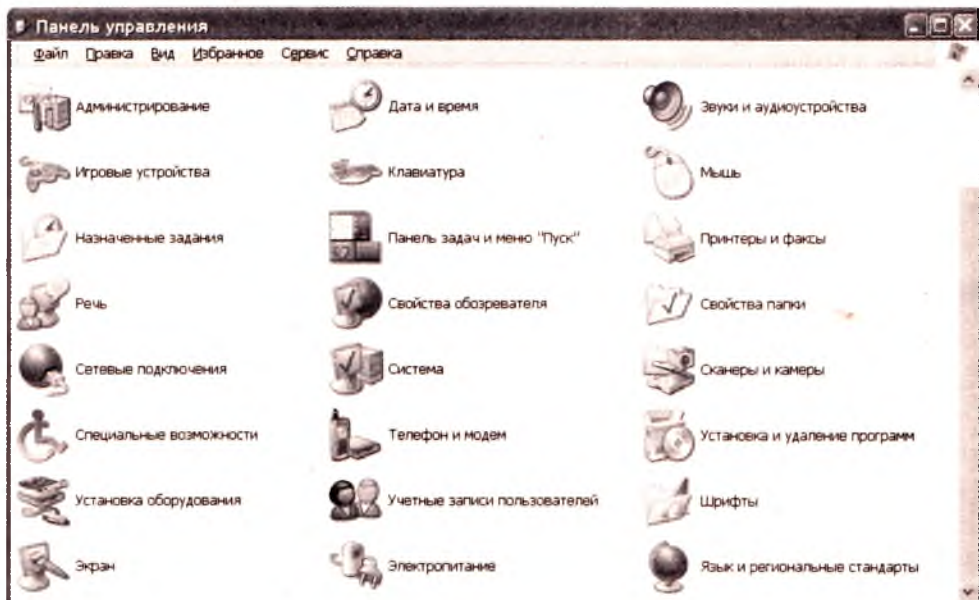 Панель управления
Файл Правка Вид Избранное Сервис Справка
Администрирование Дата и время Звуки и аудиоустройства
Игровые устройства Клавиатура Мышь
Назначенные задания Панель задач и меню "Пуск" Принтеры и факсы
Речь Свойства обозревателя Свойства папки
Сетевые подключения Система Сканеры и камеры
Специальные возможности Телефон и модем Установка и удаление программ
Установка оборудования Учетные записи пользователей Шрифты
Экран Электропитание Язык и региональные стандарты